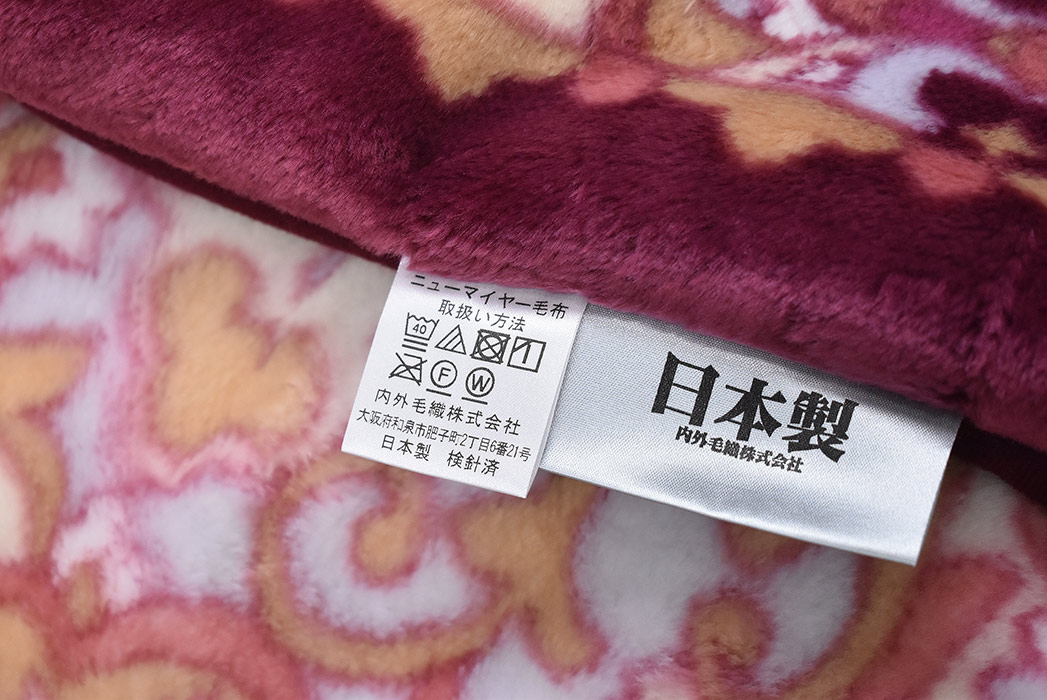 ニューマイヤー毛布
取扱い方法
40
1
F W
内外毛織株式会社
大阪府和泉市肥子町2丁目6番21号
日本製 検針済
日本製
内外毛織株式会社